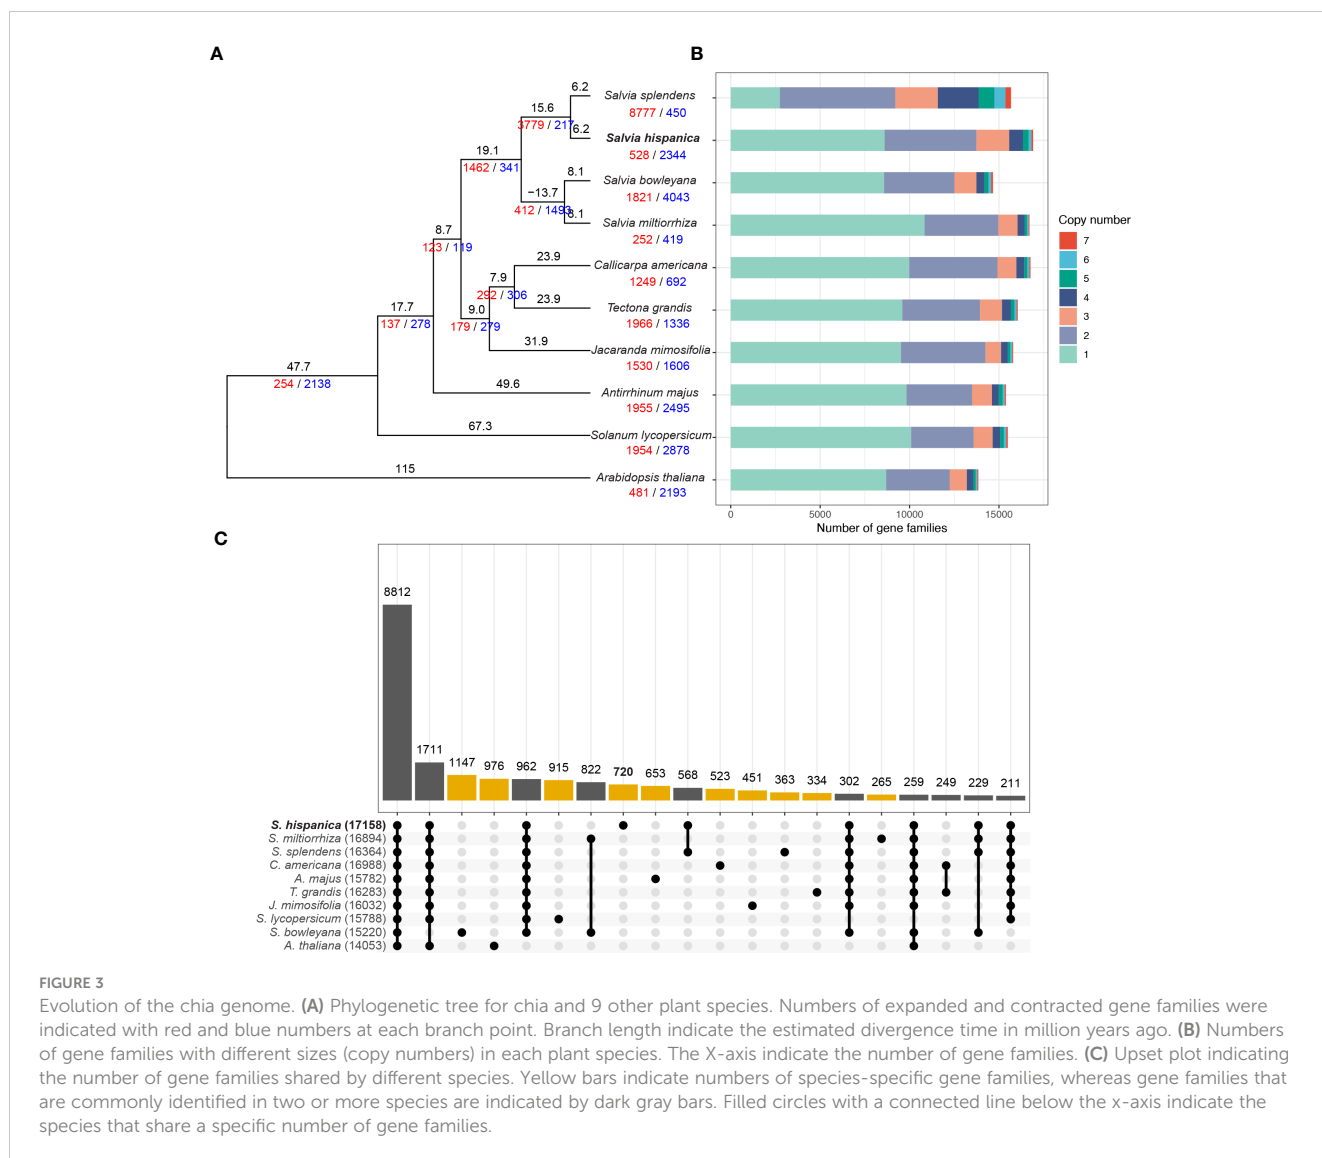 A
B
6.2
Salvia splendens
8777 / 450
15.6
3779 / 217
6.2
Salvia hispanica
528 / 2344
19.1
1462 / 341
8.1
Salvia bowleyana
1821 / 4043
−13.7
412 / 1493
8.1
Salvia miltiorrhiza
252 / 419
8.7
123 / 119
23.9
Callicarpa americana
1249 / 692
7.9
292 / 306
23.9
Tectona grandis
1966 / 1336
9.0
179 / 279
17.7
137 / 278
31.9
Jacaranda mimosifolia
1530 / 1606
47.7
254 / 2138
49.6
Antirrhinum majus
1955 / 2495
67.3
Solanum lycopersicum
1954 / 2878
115
Arabidopsis thaliana
481 / 2193
Copy number
7
6
5
4
3
2
1
0 5000 10000 15000
Number of gene families
C
8812
1711
1147
976
962
915
822
720
653
568
523
451
363
334
302
265
259
249
229
211
S. hispanica (17158)
S. miltiorrhiza (16894)
S. splendens (16364)
C. americana (16988)
A. majus (15782)
T. grandis (16283)
J. mimosifolia (16032)
S. lycopersicum (15788)
S. bowleyana (15220)
A. thaliana (14053)
FIGURE 3
Evolution of the chia genome. (A) Phylogenetic tree for chia and 9 other plant species. Numbers of expanded and contracted gene families were
indicated with red and blue numbers at each branch point. Branch length indicate the estimated divergence time in million years ago. (B) Numbers
of gene families with different sizes (copy numbers) in each plant species. The X-axis indicate the number of gene families. (C) Upset plot indicating
the number of gene families shared by different species. Yellow bars indicate numbers of species-specific gene families, whereas gene families that
are commonly identified in two or more species are indicated by dark gray bars. Filled circles with a connected line below the x-axis indicate the
species that share a specific number of gene families.